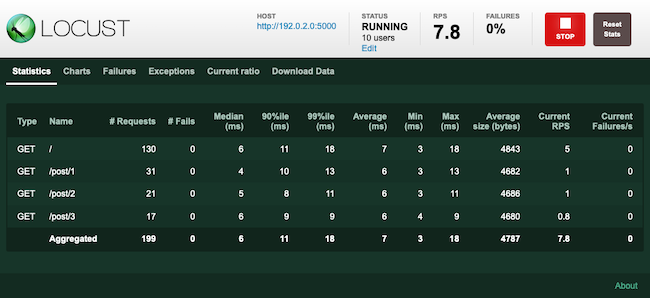 LOCUST
HOST
http://192.0.2.0:5000
STATUS
RUNNING
10 users
Edit
RPS
7.8
FAILURES
0%
STOP
Reset Stats
Statistics Charts Failures Exceptions Current ratio Download Data
Type Name # Requests # Fails Median (ms) 90%ile (ms) 99%ile (ms) Average (ms) Min (ms) Max (ms) Average size (bytes) Current RPS Current Failures/s
GET / 130 0 6 11 18 7 3 18 4843 5 0
GET /post/1 31 0 4 10 13 6 3 13 4682 1 0
GET /post/2 21 0 5 8 11 6 3 11 4686 1 0
GET /post/3 17 0 6 9 9 6 4 9 4680 0.8 0
Aggregated 199 0 6 11 18 7 3 18 4787 7.8 0
About